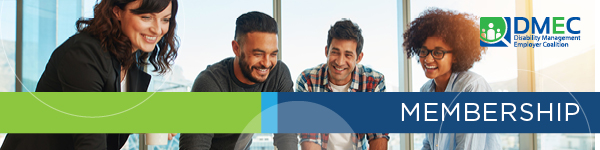 DMEC
Disability Management
Employer Coalition
MEMBERSHIP